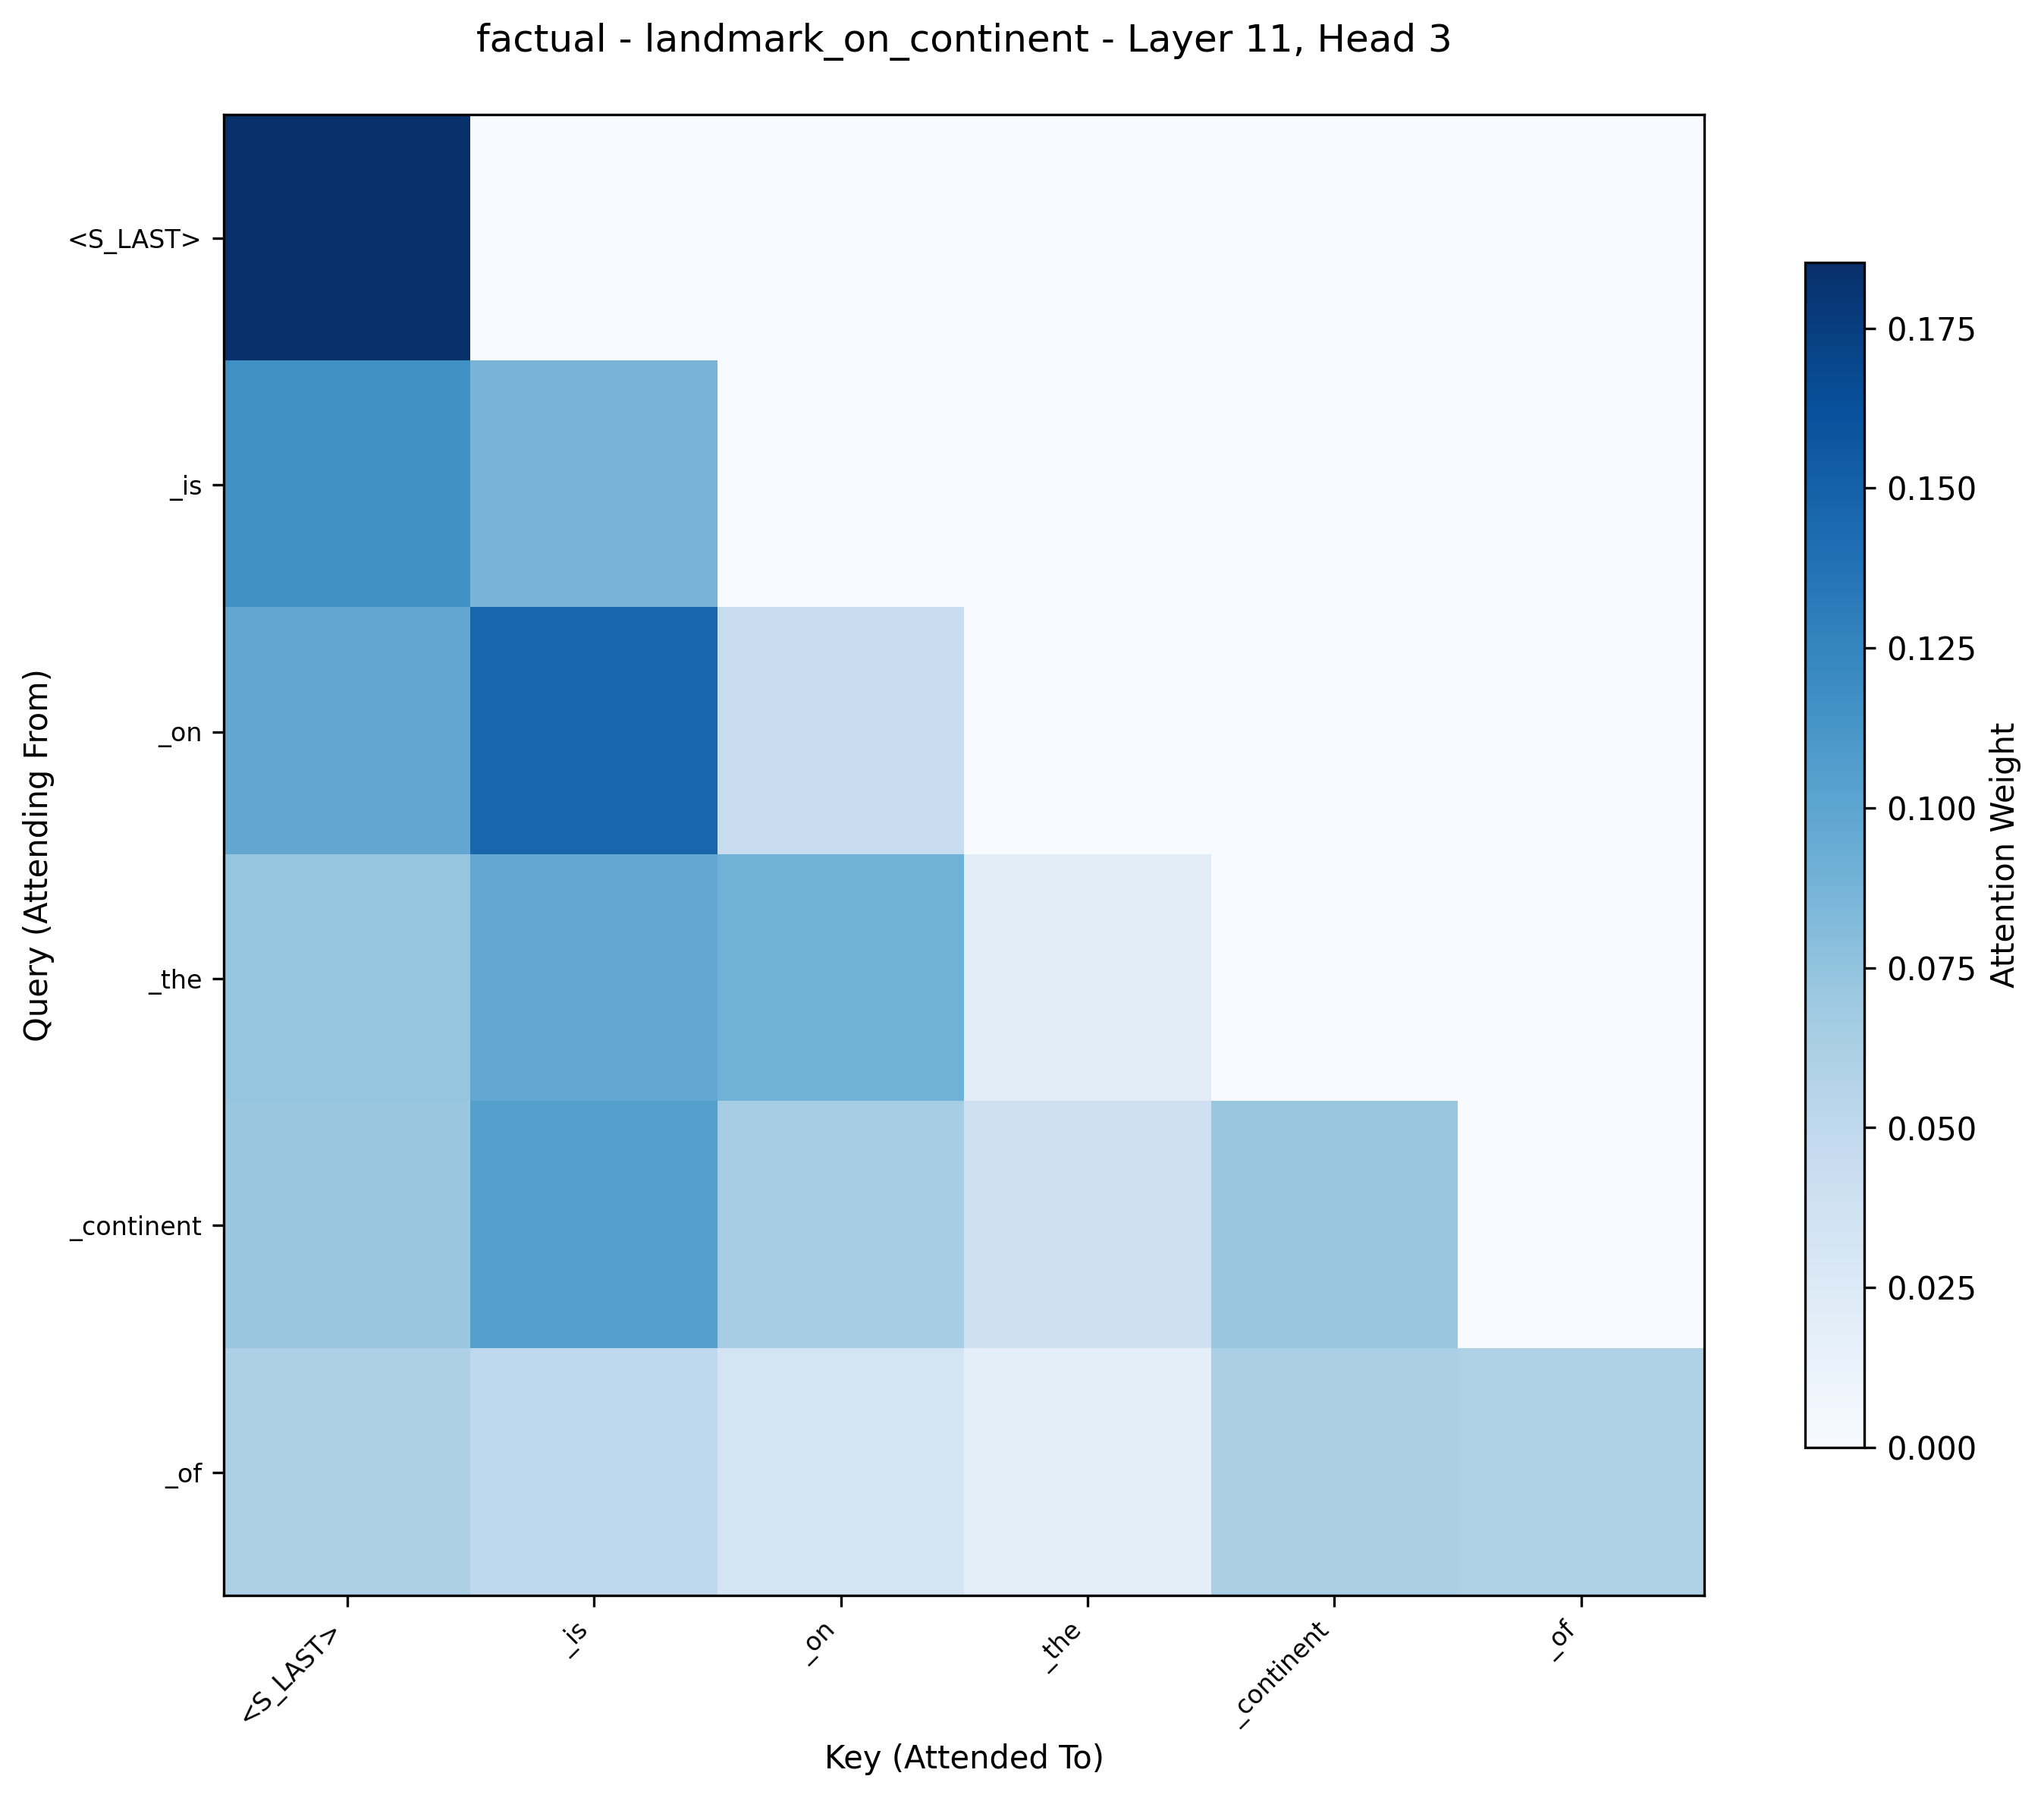 factual - landmark_on_continent - Layer 11, Head 3
Query (Attending From)
<S_LAST>
_is
_on
_the
_continent
_of
<S_LAST>
_is
_on
_the
_continent
_of
Key (Attended To)
0.175
0.150
0.125
0.100
0.075
0.050
0.025
0.000
Attention Weight